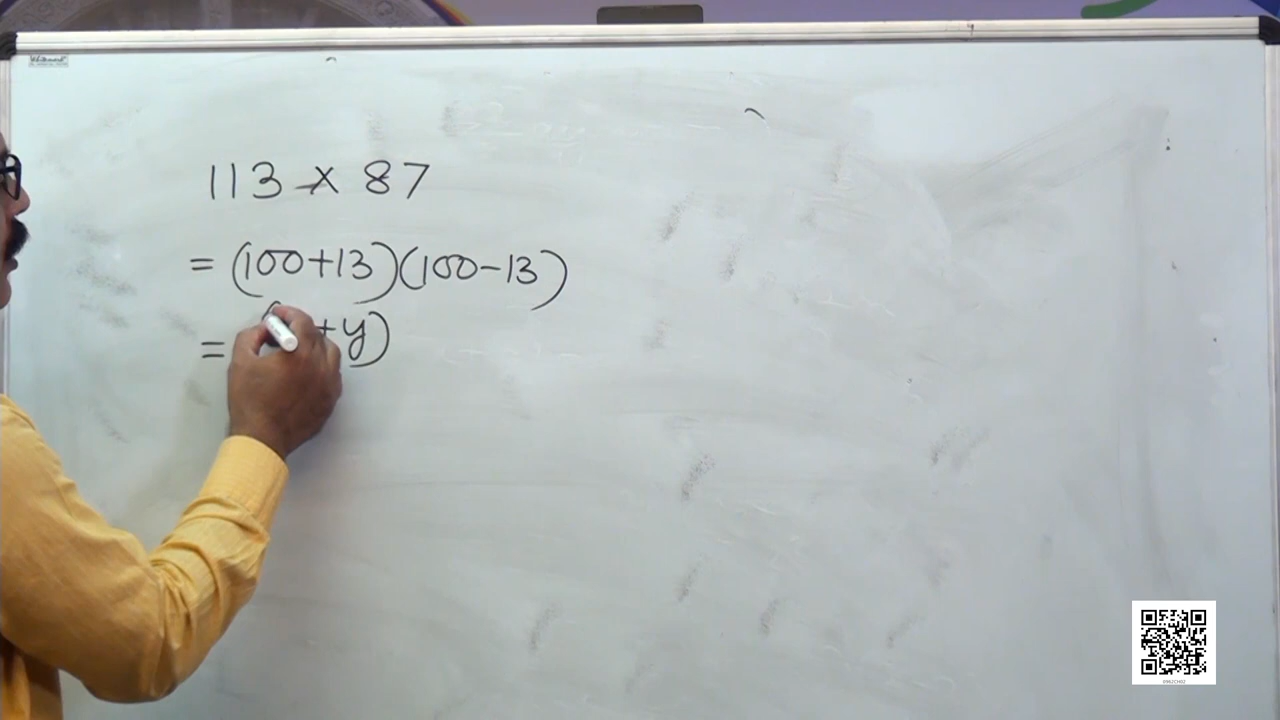 113 × 87
= (100+13)(100-13)
= ( +y)